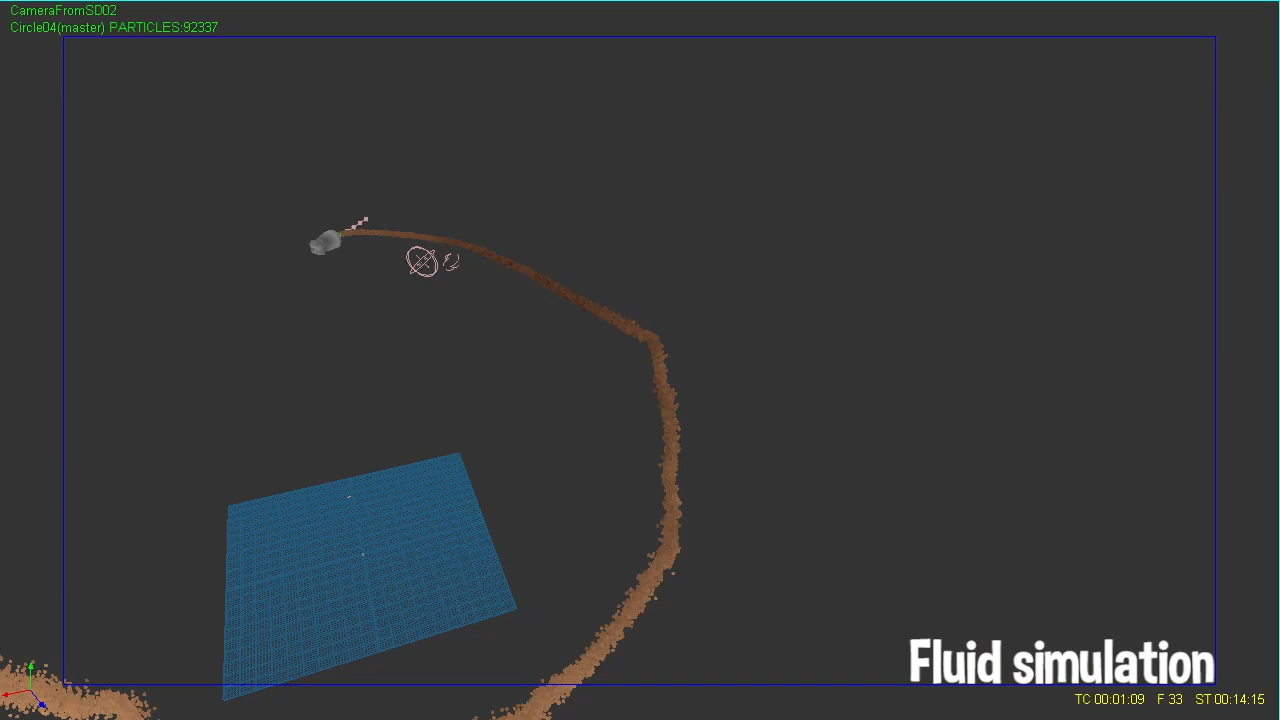 CameraFromSD02
Circle04(master) PARTICLES:92337
Fluid simulation
TC 00:01:09 F 33 ST 00:14:15